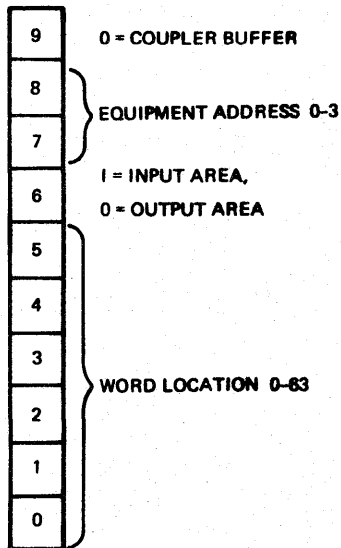 9 0 = COUPLER BUFFER
8
EQUIPMENT ADDRESS 0-3
7
I = INPUT AREA,
6
0 = OUTPUT AREA
5
4
3
WORD LOCATION 0-63
2
1
0